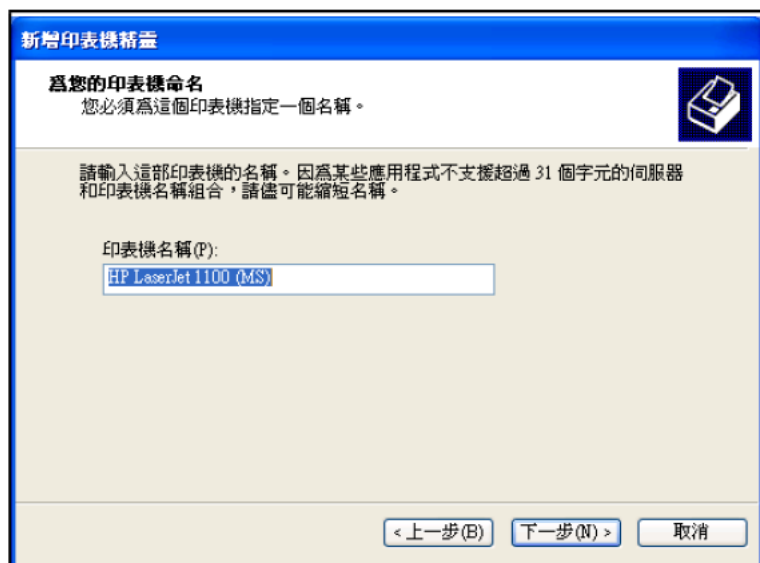 新增印表機精靈
為您的印表機命名
您必須為這個印表機指定一個名稱。
請輸入這部印表機的名稱。因為某些應用程式不支援超過 31 個字元的伺服器
和印表機名稱組合，請儘可能縮短名稱。
印表機名稱(P):
HP LaserJet 1100 (MS)
< 上一步(B)
下一步(N) >
取消